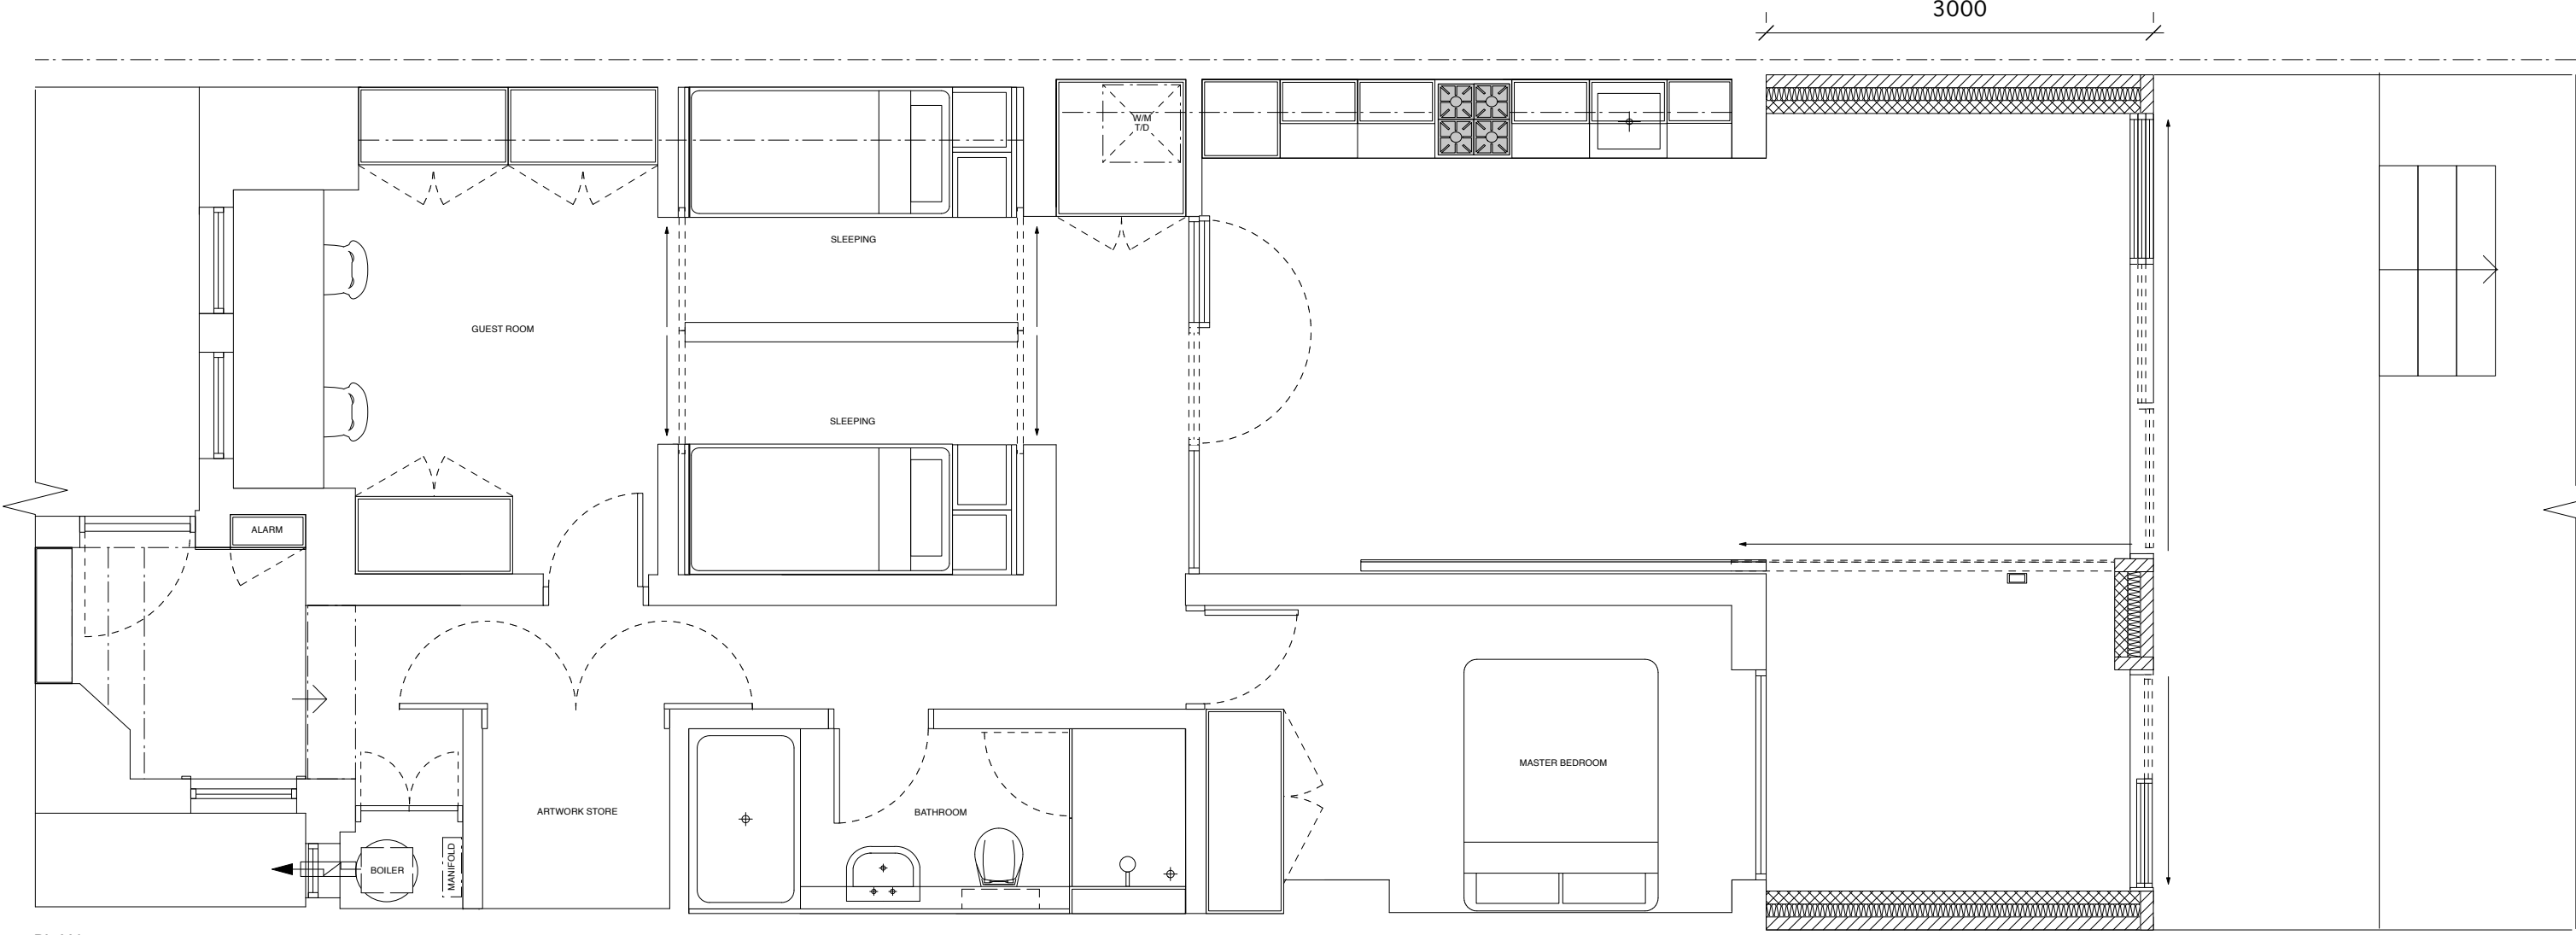 3000
W/M
T/D
SLEEPING
GUEST ROOM
SLEEPING
ALARM
MASTER BEDROOM
ARTWORK STORE
BATHROOM
BOILER
MANIFOLD